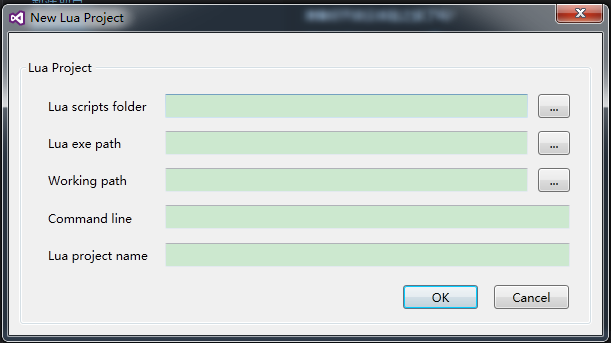 New Lua Project
Lua Project
Lua scripts folder
...
Lua exe path
...
Working path
...
Command line
Lua project name
OK
Cancel